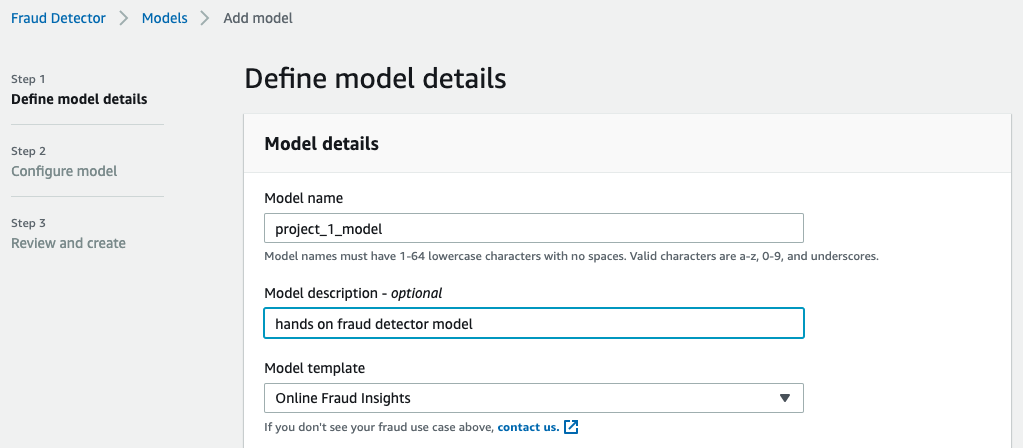 Fraud Detector > Models > Add model
Step 1
Define model details
Step 2
Configure model
Step 3
Review and create
Define model details
Model details
Model name
project_1_model
Model names must have 1-64 lowercase characters with no spaces. Valid characters are a-z, 0-9, and underscores.
Model description - optional
hands on fraud detector model
Model template
Online Fraud Insights
If you don't see your fraud use case above, contact us.